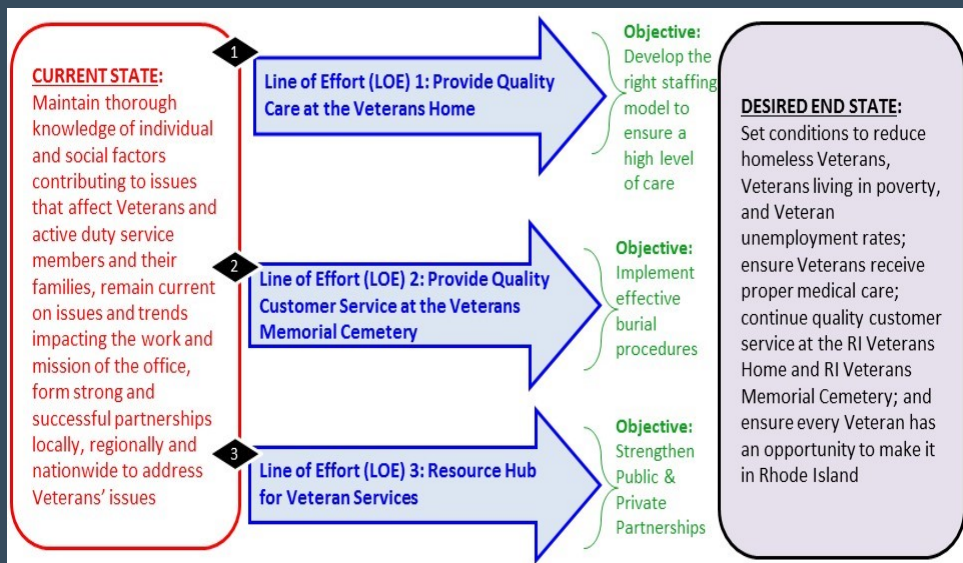 CURRENT STATE:
Maintain thorough
knowledge of individual
and social factors
contributing to issues
that affect Veterans and
active duty service
members and their
families, remain current
on issues and trends
impacting the work and
mission of the office,
form strong and
successful partnerships
locally, regionally and
nationwide to address
Veterans’ issues
1
Line of Effort (LOE) 1: Provide Quality
Care at the Veterans Home
Objective:
Develop the
right staffing
model to
ensure a
high level
of care
2
Line of Effort (LOE) 2: Provide Quality
Customer Service at the Veterans
Memorial Cemetery
Objective:
Implement
effective
burial
procedures
3
Line of Effort (LOE) 3: Resource Hub
for Veteran Services
Objective:
Strengthen
Public &
Private
Partnerships
DESIRED END STATE:
Set conditions to reduce
homeless Veterans,
Veterans living in poverty,
and Veteran
unemployment rates;
ensure Veterans receive
proper medical care;
continue quality customer
service at the RI Veterans
Home and RI Veterans
Memorial Cemetery; and
ensure every Veteran has
an opportunity to make it
in Rhode Island